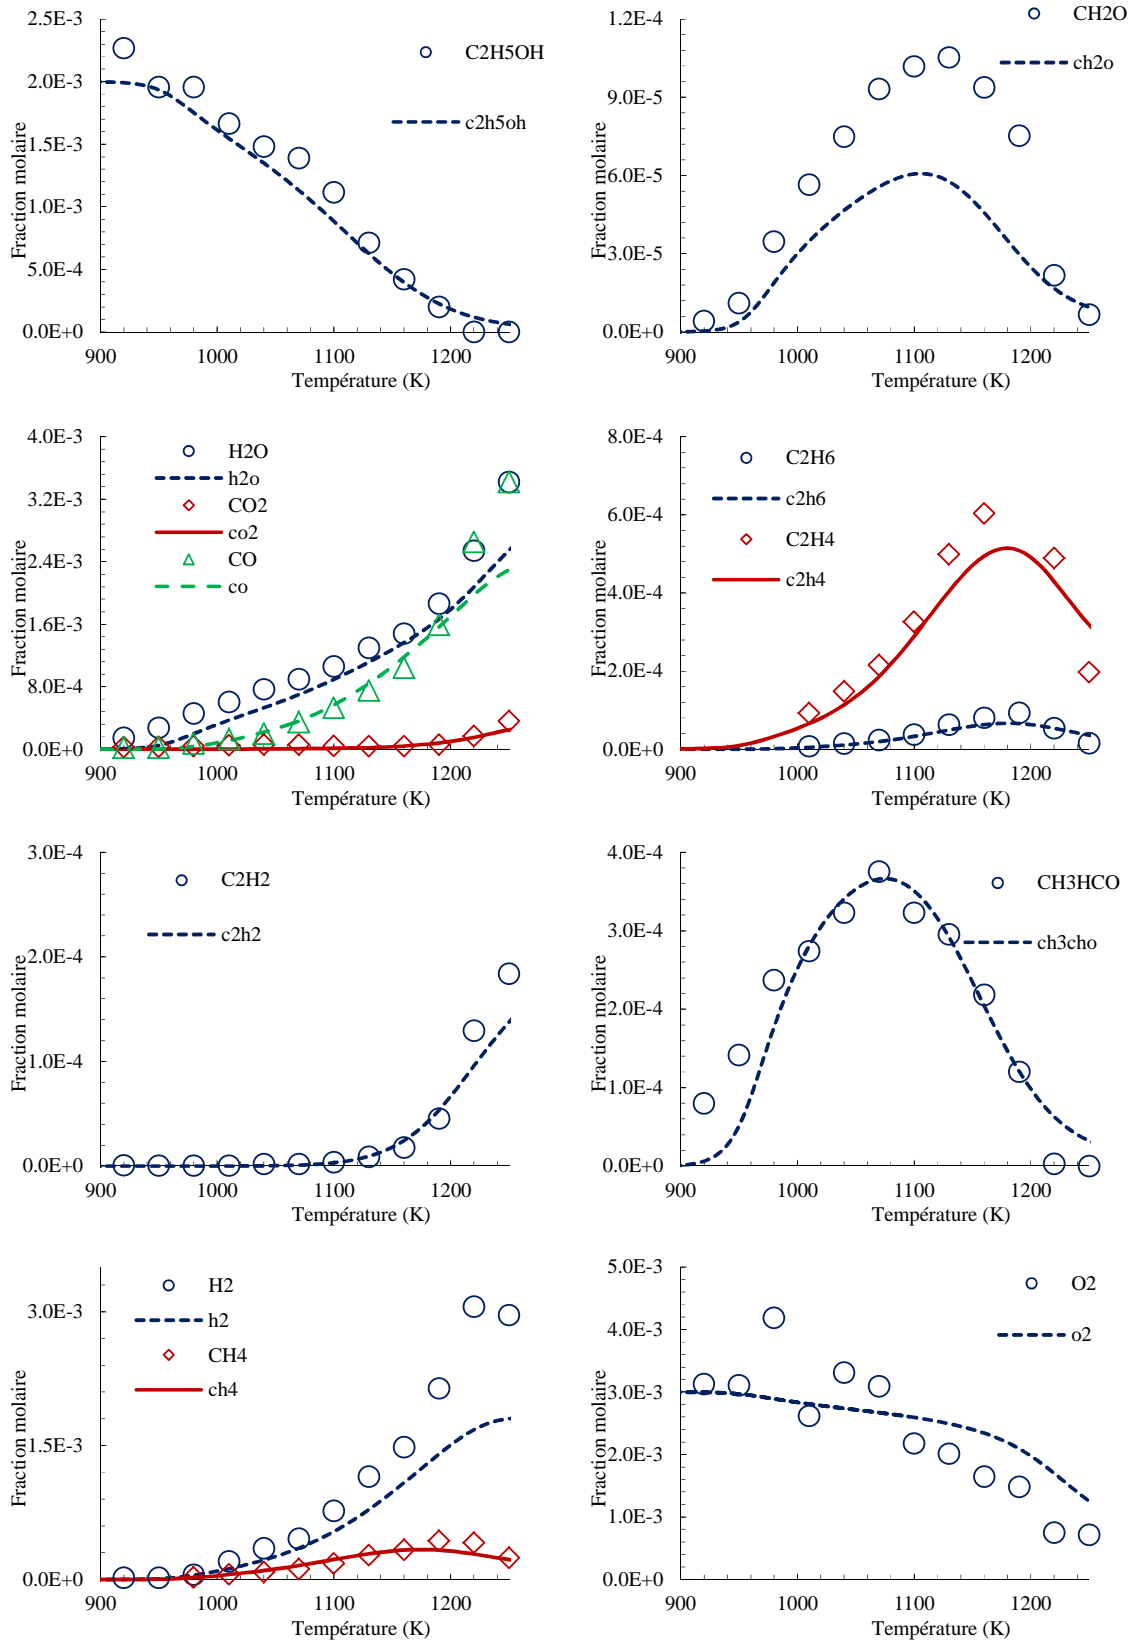 2.5E-3
2.0E-3
1.5E-3
1.0E-3
5.0E-4
0.0E+0
900
1000
1100
1200
Fraction molaire
Température (K)
C2H5OH
c2h5oh
1.2E-4
9.0E-5
6.0E-5
3.0E-5
0.0E+0
900
1000
1100
1200
Fraction molaire
Température (K)
CH2O
ch2o
4.0E-3
3.2E-3
2.4E-3
1.6E-3
8.0E-4
0.0E+0
900
1000
1100
1200
Fraction molaire
Température (K)
H2O
h2o
CO2
co2
CO
co
8.0E-4
6.0E-4
4.0E-4
2.0E-4
0.0E+0
900
1000
1100
1200
Fraction molaire
Température (K)
C2H6
c2h6
C2H4
c2h4
3.0E-4
2.0E-4
1.0E-4
0.0E+0
900
1000
1100
1200
Fraction molaire
Température (K)
C2H2
c2h2
4.0E-4
3.0E-4
2.0E-4
1.0E-4
0.0E+0
900
1000
1100
1200
Fraction molaire
Température (K)
CH3HCO
ch3cho
3.0E-3
1.5E-3
0.0E+0
900
1000
1100
1200
Fraction molaire
Température (K)
H2
h2
CH4
ch4
5.0E-3
4.0E-3
3.0E-3
2.0E-3
1.0E-3
0.0E+0
900
1000
1100
1200
Fraction molaire
Température (K)
O2
o2